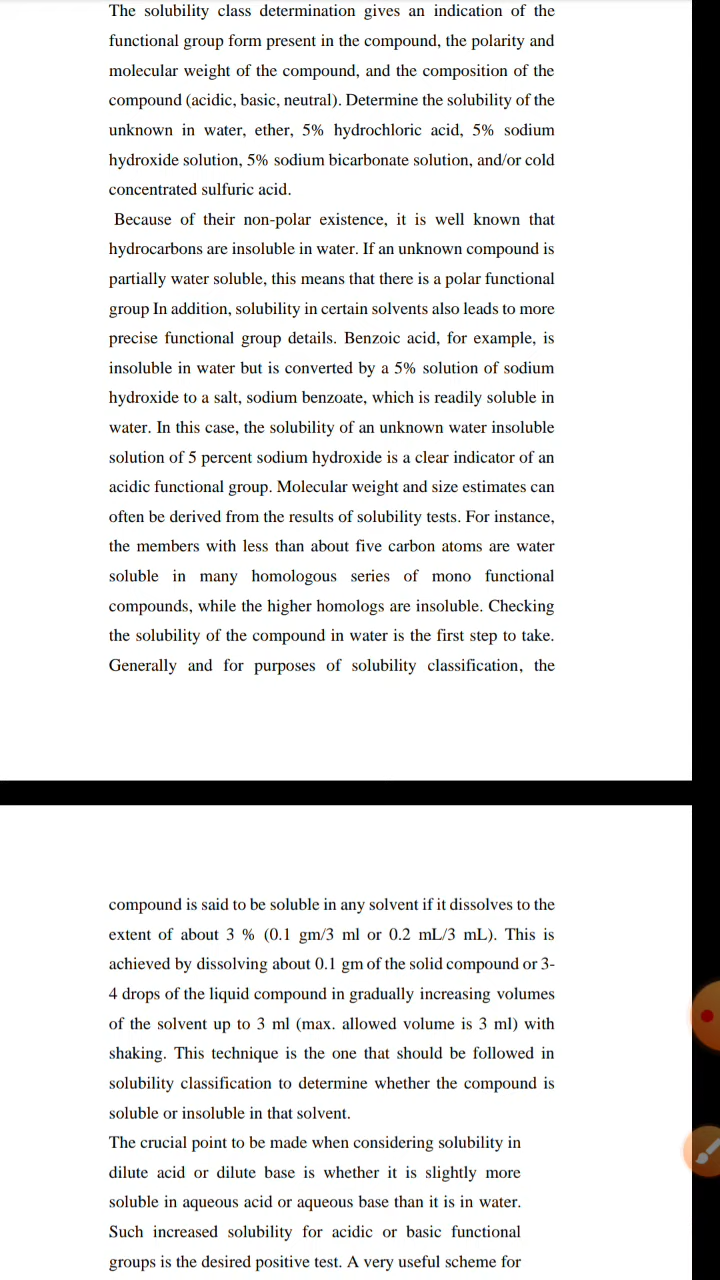 The solubility class determination gives an indication of the
functional group form present in the compound, the polarity and
molecular weight of the compound, and the composition of the
compound (acidic, basic, neutral). Determine the solubility of the
unknown in water, ether, 5% hydrochloric acid, 5% sodium
hydroxide solution, 5% sodium bicarbonate solution, and/or cold
concentrated sulfuric acid.
Because of their non-polar existence, it is well known that
hydrocarbons are insoluble in water. If an unknown compound is
partially water soluble, this means that there is a polar functional
group In addition, solubility in certain solvents also leads to more
precise functional group details. Benzoic acid, for example, is
insoluble in water but is converted by a 5% solution of sodium
hydroxide to a salt, sodium benzoate, which is readily soluble in
water. In this case, the solubility of an unknown water insoluble
solution of 5 percent sodium hydroxide is a clear indicator of an
acidic functional group. Molecular weight and size estimates can
often be derived from the results of solubility tests. For instance,
the members with less than about five carbon atoms are water
soluble in many homologous series of mono functional
compounds, while the higher homologs are insoluble. Checking
the solubility of the compound in water is the first step to take.
Generally and for purposes of solubility classification, the
compound is said to be soluble in any solvent if it dissolves to the
extent of about 3 % (0.1 gm/3 ml or 0.2 mL/3 mL). This is
achieved by dissolving about 0.1 gm of the solid compound or 3-
4 drops of the liquid compound in gradually increasing volumes
of the solvent up to 3 ml (max. allowed volume is 3 ml) with
shaking. This technique is the one that should be followed in
solubility classification to determine whether the compound is
soluble or insoluble in that solvent.
The crucial point to be made when considering solubility in
dilute acid or dilute base is whether it is slightly more
soluble in aqueous acid or aqueous base than it is in water.
Such increased solubility for acidic or basic functional
groups is the desired positive test. A very useful scheme for